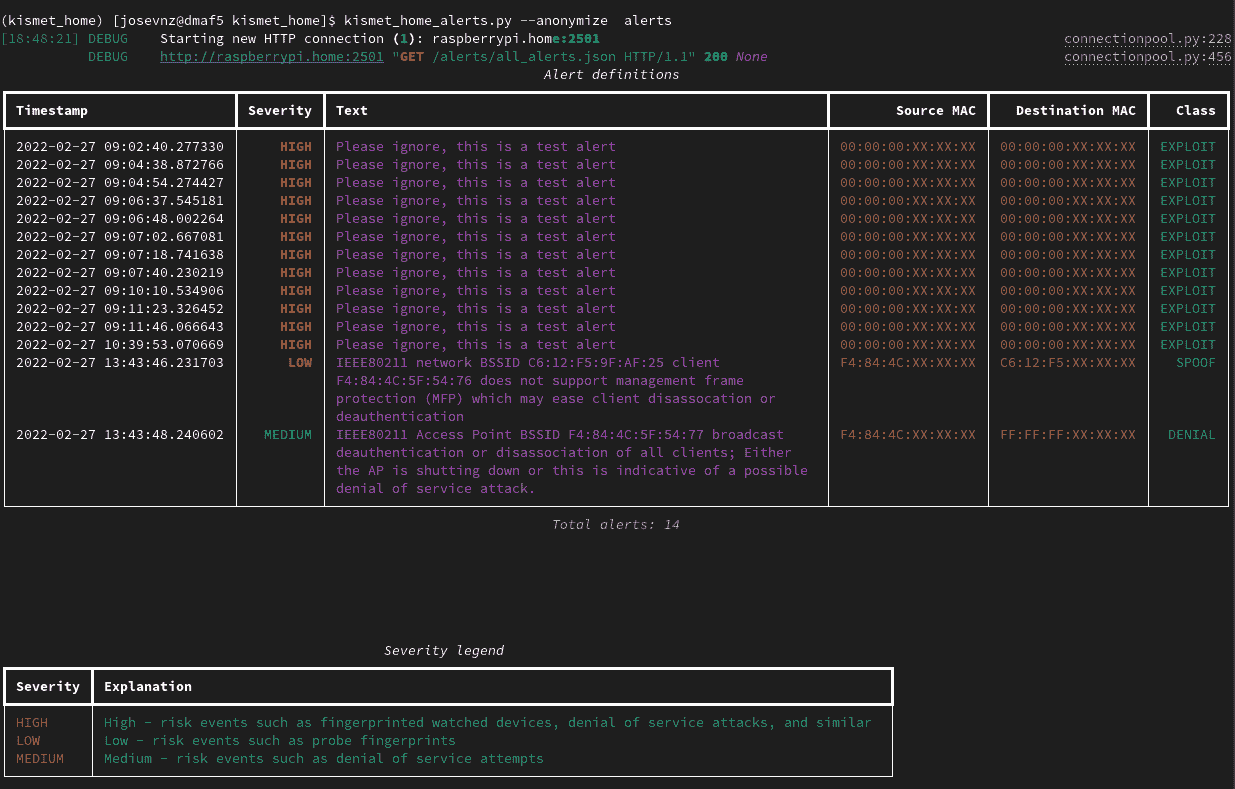 (kismet_home) [josevnz@dmaf5 kismet_home]$ kismet_home_alerts.py --anonymize  alerts
[18:48:21] DEBUG    Starting new HTTP connection (1): raspberrypi.home:2501    connectionpool.py:228
DEBUG    http://raspberrypi.home:2501 "GET /alerts/all_alerts.json HTTP/1.1" 200 None    connectionpool.py:456
Alert definitions
Timestamp    Severity    Text    Source MAC    Destination MAC    Class
2022-02-27 09:02:40.277330    HIGH    Please ignore, this is a test alert    00:00:00:XX:XX:XX    00:00:00:XX:XX:XX    EXPLOIT
2022-02-27 09:04:38.872766    HIGH    Please ignore, this is a test alert    00:00:00:XX:XX:XX    00:00:00:XX:XX:XX    EXPLOIT
2022-02-27 09:04:54.274427    HIGH    Please ignore, this is a test alert    00:00:00:XX:XX:XX    00:00:00:XX:XX:XX    EXPLOIT
2022-02-27 09:06:37.545181    HIGH    Please ignore, this is a test alert    00:00:00:XX:XX:XX    00:00:00:XX:XX:XX    EXPLOIT
2022-02-27 09:06:48.002264    HIGH    Please ignore, this is a test alert    00:00:00:XX:XX:XX    00:00:00:XX:XX:XX    EXPLOIT
2022-02-27 09:07:02.667081    HIGH    Please ignore, this is a test alert    00:00:00:XX:XX:XX    00:00:00:XX:XX:XX    EXPLOIT
2022-02-27 09:07:18.741638    HIGH    Please ignore, this is a test alert    00:00:00:XX:XX:XX    00:00:00:XX:XX:XX    EXPLOIT
2022-02-27 09:07:40.230219    HIGH    Please ignore, this is a test alert    00:00:00:XX:XX:XX    00:00:00:XX:XX:XX    EXPLOIT
2022-02-27 09:10:10.534906    HIGH    Please ignore, this is a test alert    00:00:00:XX:XX:XX    00:00:00:XX:XX:XX    EXPLOIT
2022-02-27 09:11:23.326452    HIGH    Please ignore, this is a test alert    00:00:00:XX:XX:XX    00:00:00:XX:XX:XX    EXPLOIT
2022-02-27 09:11:46.066643    HIGH    Please ignore, this is a test alert    00:00:00:XX:XX:XX    00:00:00:XX:XX:XX    EXPLOIT
2022-02-27 10:39:53.070669    HIGH    Please ignore, this is a test alert    00:00:00:XX:XX:XX    00:00:00:XX:XX:XX    EXPLOIT
2022-02-27 13:43:46.231703    LOW    IEEE80211 network BSSID C6:12:F5:9F:AF:25 client    F4:84:4C:XX:XX:XX    C6:12:F5:XX:XX:XX    SPOOF
F4:84:4C:5F:54:76 does not support management frame
protection (MFP) which may ease client disassocation or
deauthentication
2022-02-27 13:43:48.240602    MEDIUM    IEEE80211 Access Point BSSID F4:84:4C:5F:54:77 broadcast    F4:84:4C:XX:XX:XX    FF:FF:FF:XX:XX:XX    DENIAL
deauthentication or disassociation of all clients; Either
the AP is shutting down or this is indicative of a possible
denial of service attack.
Total alerts: 14
Severity legend
Severity    Explanation
HIGH    High - risk events such as fingerprinted watched devices, denial of service attacks, and similar
LOW    Low - risk events such as probe fingerprints
MEDIUM    Medium - risk events such as denial of service attempts